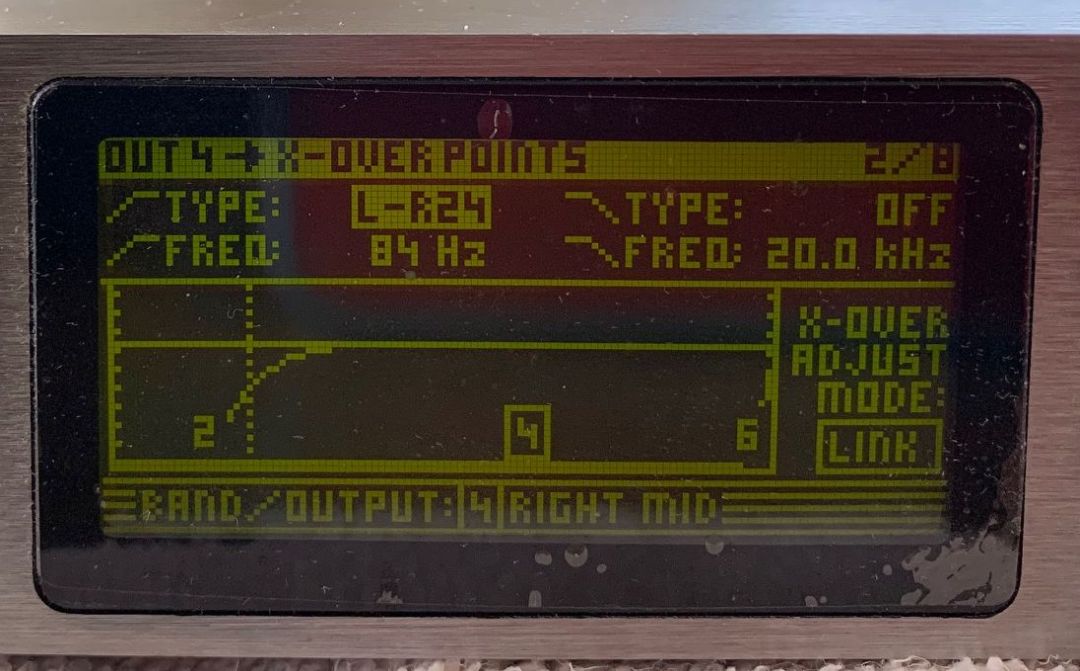 OUT 4 → X-OVER POINTS 2/8
TYPE: L-R24 TYPE: OFF
FREQ: 84 Hz FREQ: 20.0 kHz
X-OVER
ADJUST
MODE:
LINK
2 4 6
BAND/OUTPUT: 4 RIGHT MID